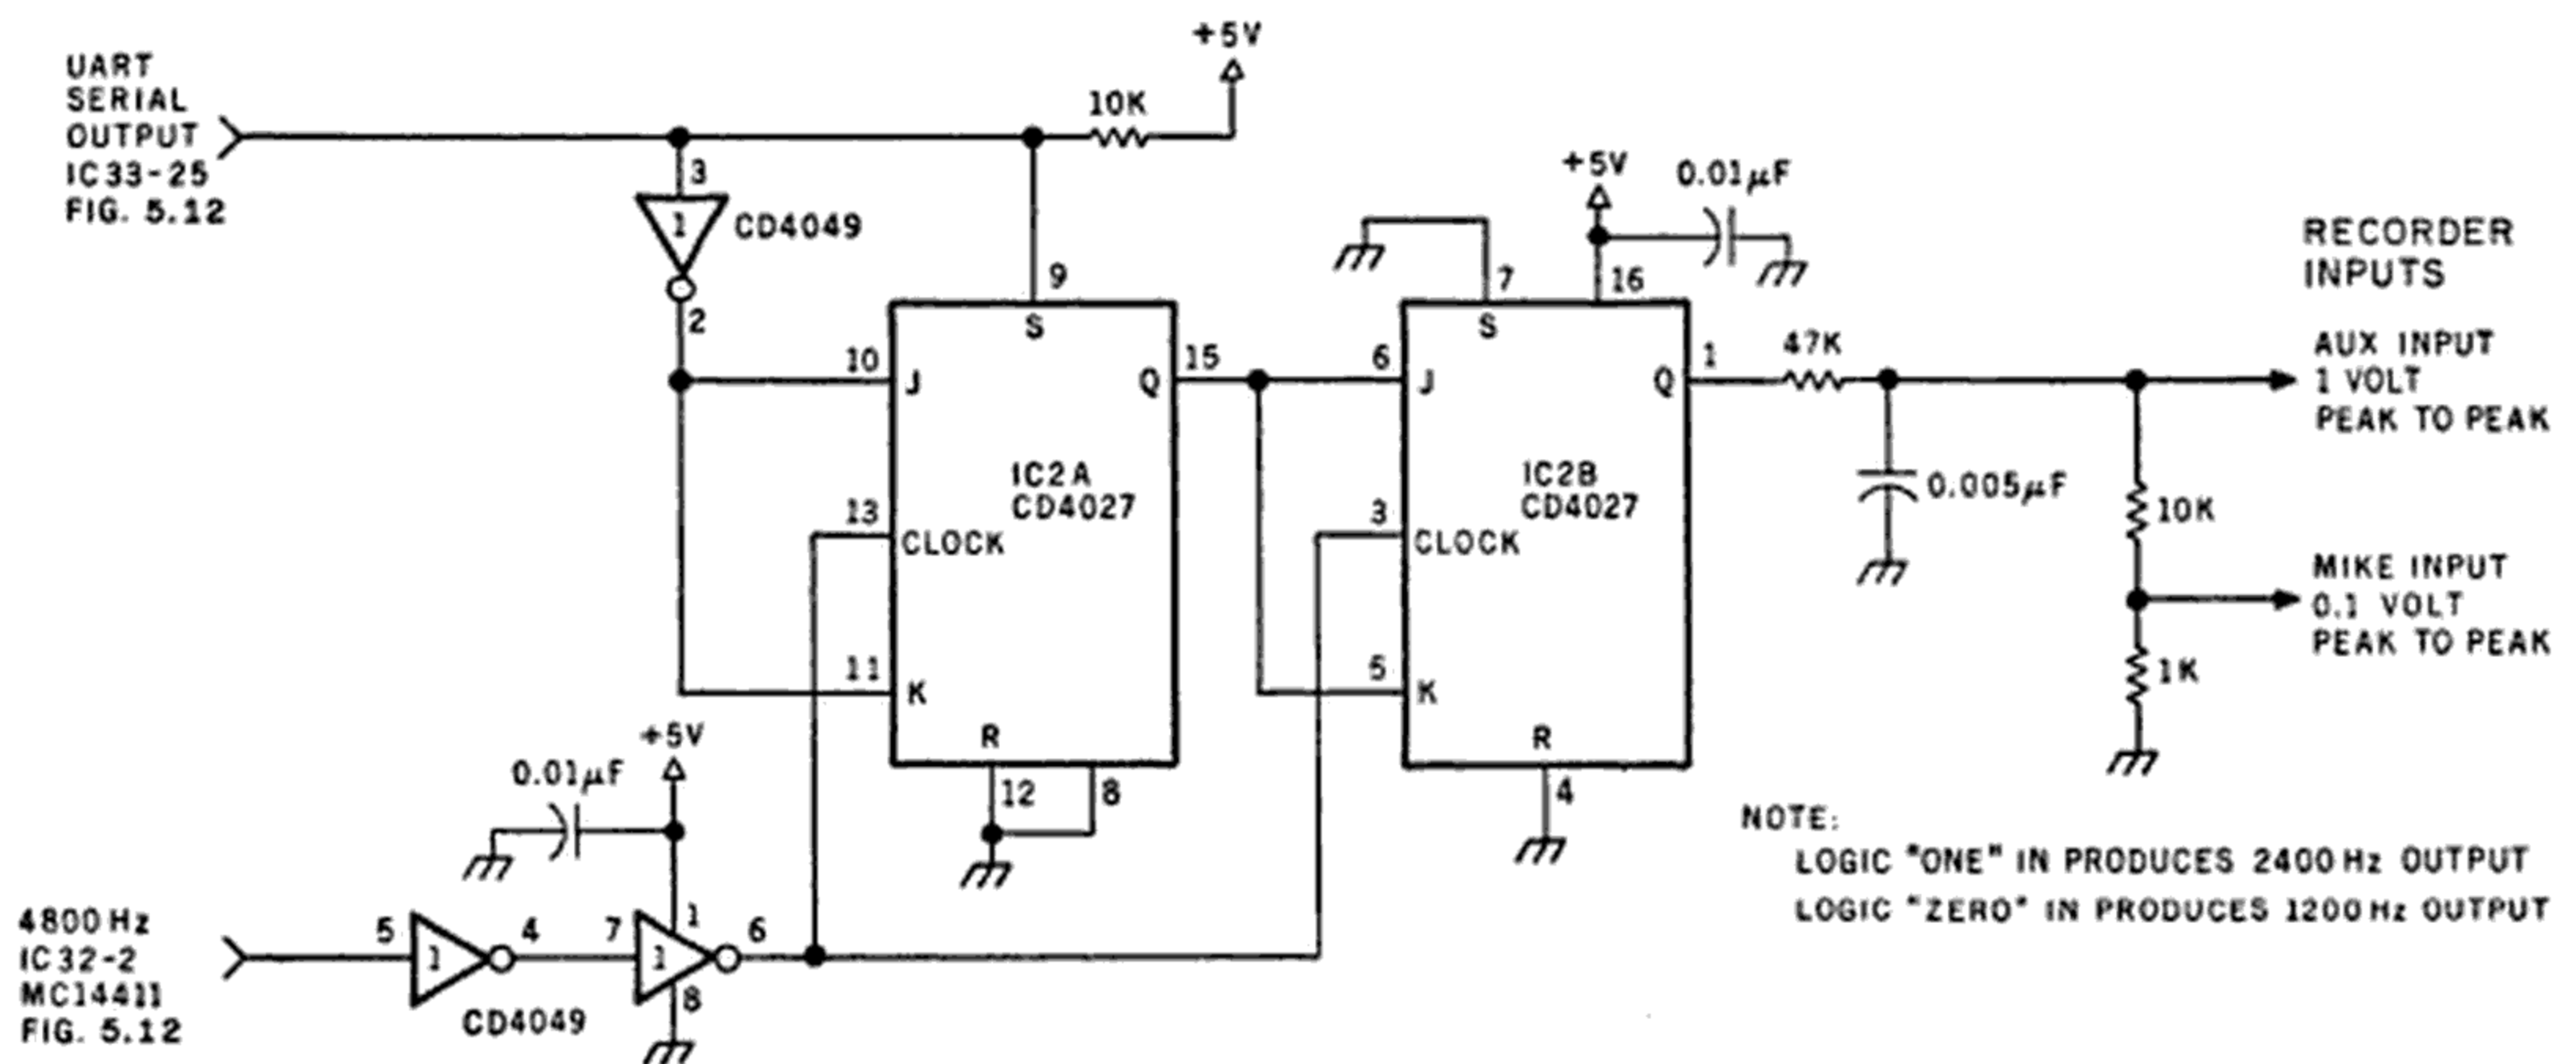 UART
SERIAL
OUTPUT
IC33-25
FIG. 5.12
3
1
CD4049
2
10K
+5V
9
S
10
J
Q
15
IC2A
CD4027
13
CLOCK
11
K
R
12
8
+5V
0.01µF
7
16
S
6
J
Q
1
IC2B
CD4027
3
CLOCK
5
K
R
4
47K
0.005µF
10K
1K
RECORDER
INPUTS
AUX INPUT
1 VOLT
PEAK TO PEAK
MIKE INPUT
0.1 VOLT
PEAK TO PEAK
NOTE:
LOGIC "ONE" IN PRODUCES 2400 Hz OUTPUT
LOGIC "ZERO" IN PRODUCES 1200 Hz OUTPUT
+5V
0.01µF
4800 Hz
IC32-2
MC14411
FIG. 5.12
5
1
4
7
1
1
6
8
CD4049